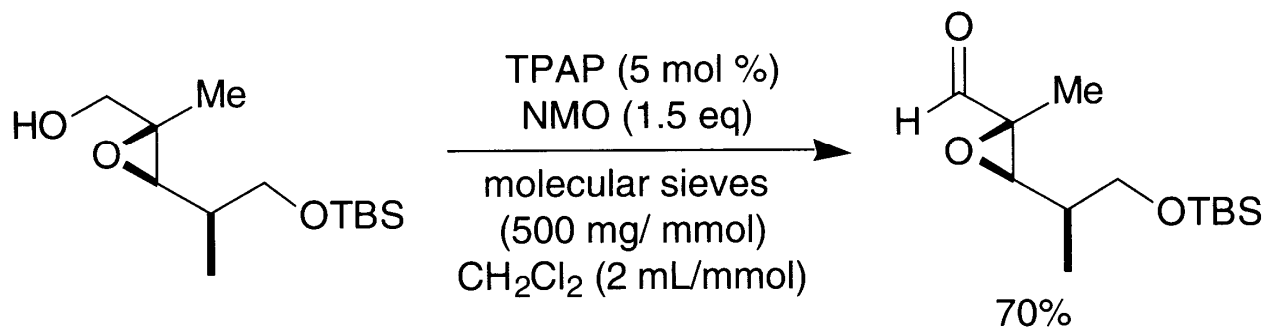 HO
O
Me
OTBS
TPAP (5 mol %)
NMO (1.5 eq)
molecular sieves
(500 mg/ mmol)
CH₂Cl₂ (2 mL/mmol)
O
H
O
Me
OTBS
70%